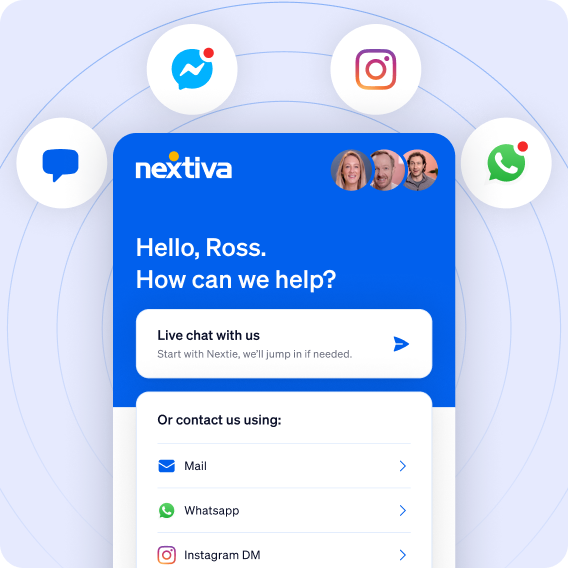 nextiva
Hello, Ross.
How can we help?
Live chat with us
Start with Nextie, we'll jump in if needed.
Or contact us using:
Mail
Whatsapp
Instagram DM